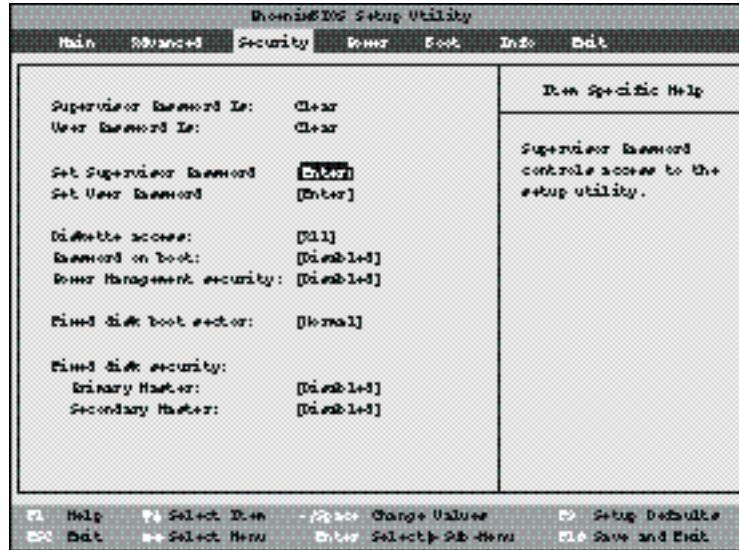 PhoenixBIOS Setup Utility
Main Advanced Security Power Boot Info Exit
Item Specific Help
Supervisor Password Is: Clear
User Password Is: Clear
Supervisor Password
controls access to the
setup utility.
Set Supervisor Password [Enter]
Set User Password [Enter]
Diskette access: [All]
Password on boot: [Disabled]
Power Management security: [Disabled]
Fixed disk boot sector: [Normal]
Fixed disk security:
Primary Master: [Disabled]
Secondary Master: [Disabled]
F1 Help ↑↓ Select Item -/Space Change Values F9 Setup Defaults
ESC Exit ←→ Select Menu Enter Select ▶ Sub-Menu F10 Save and Exit